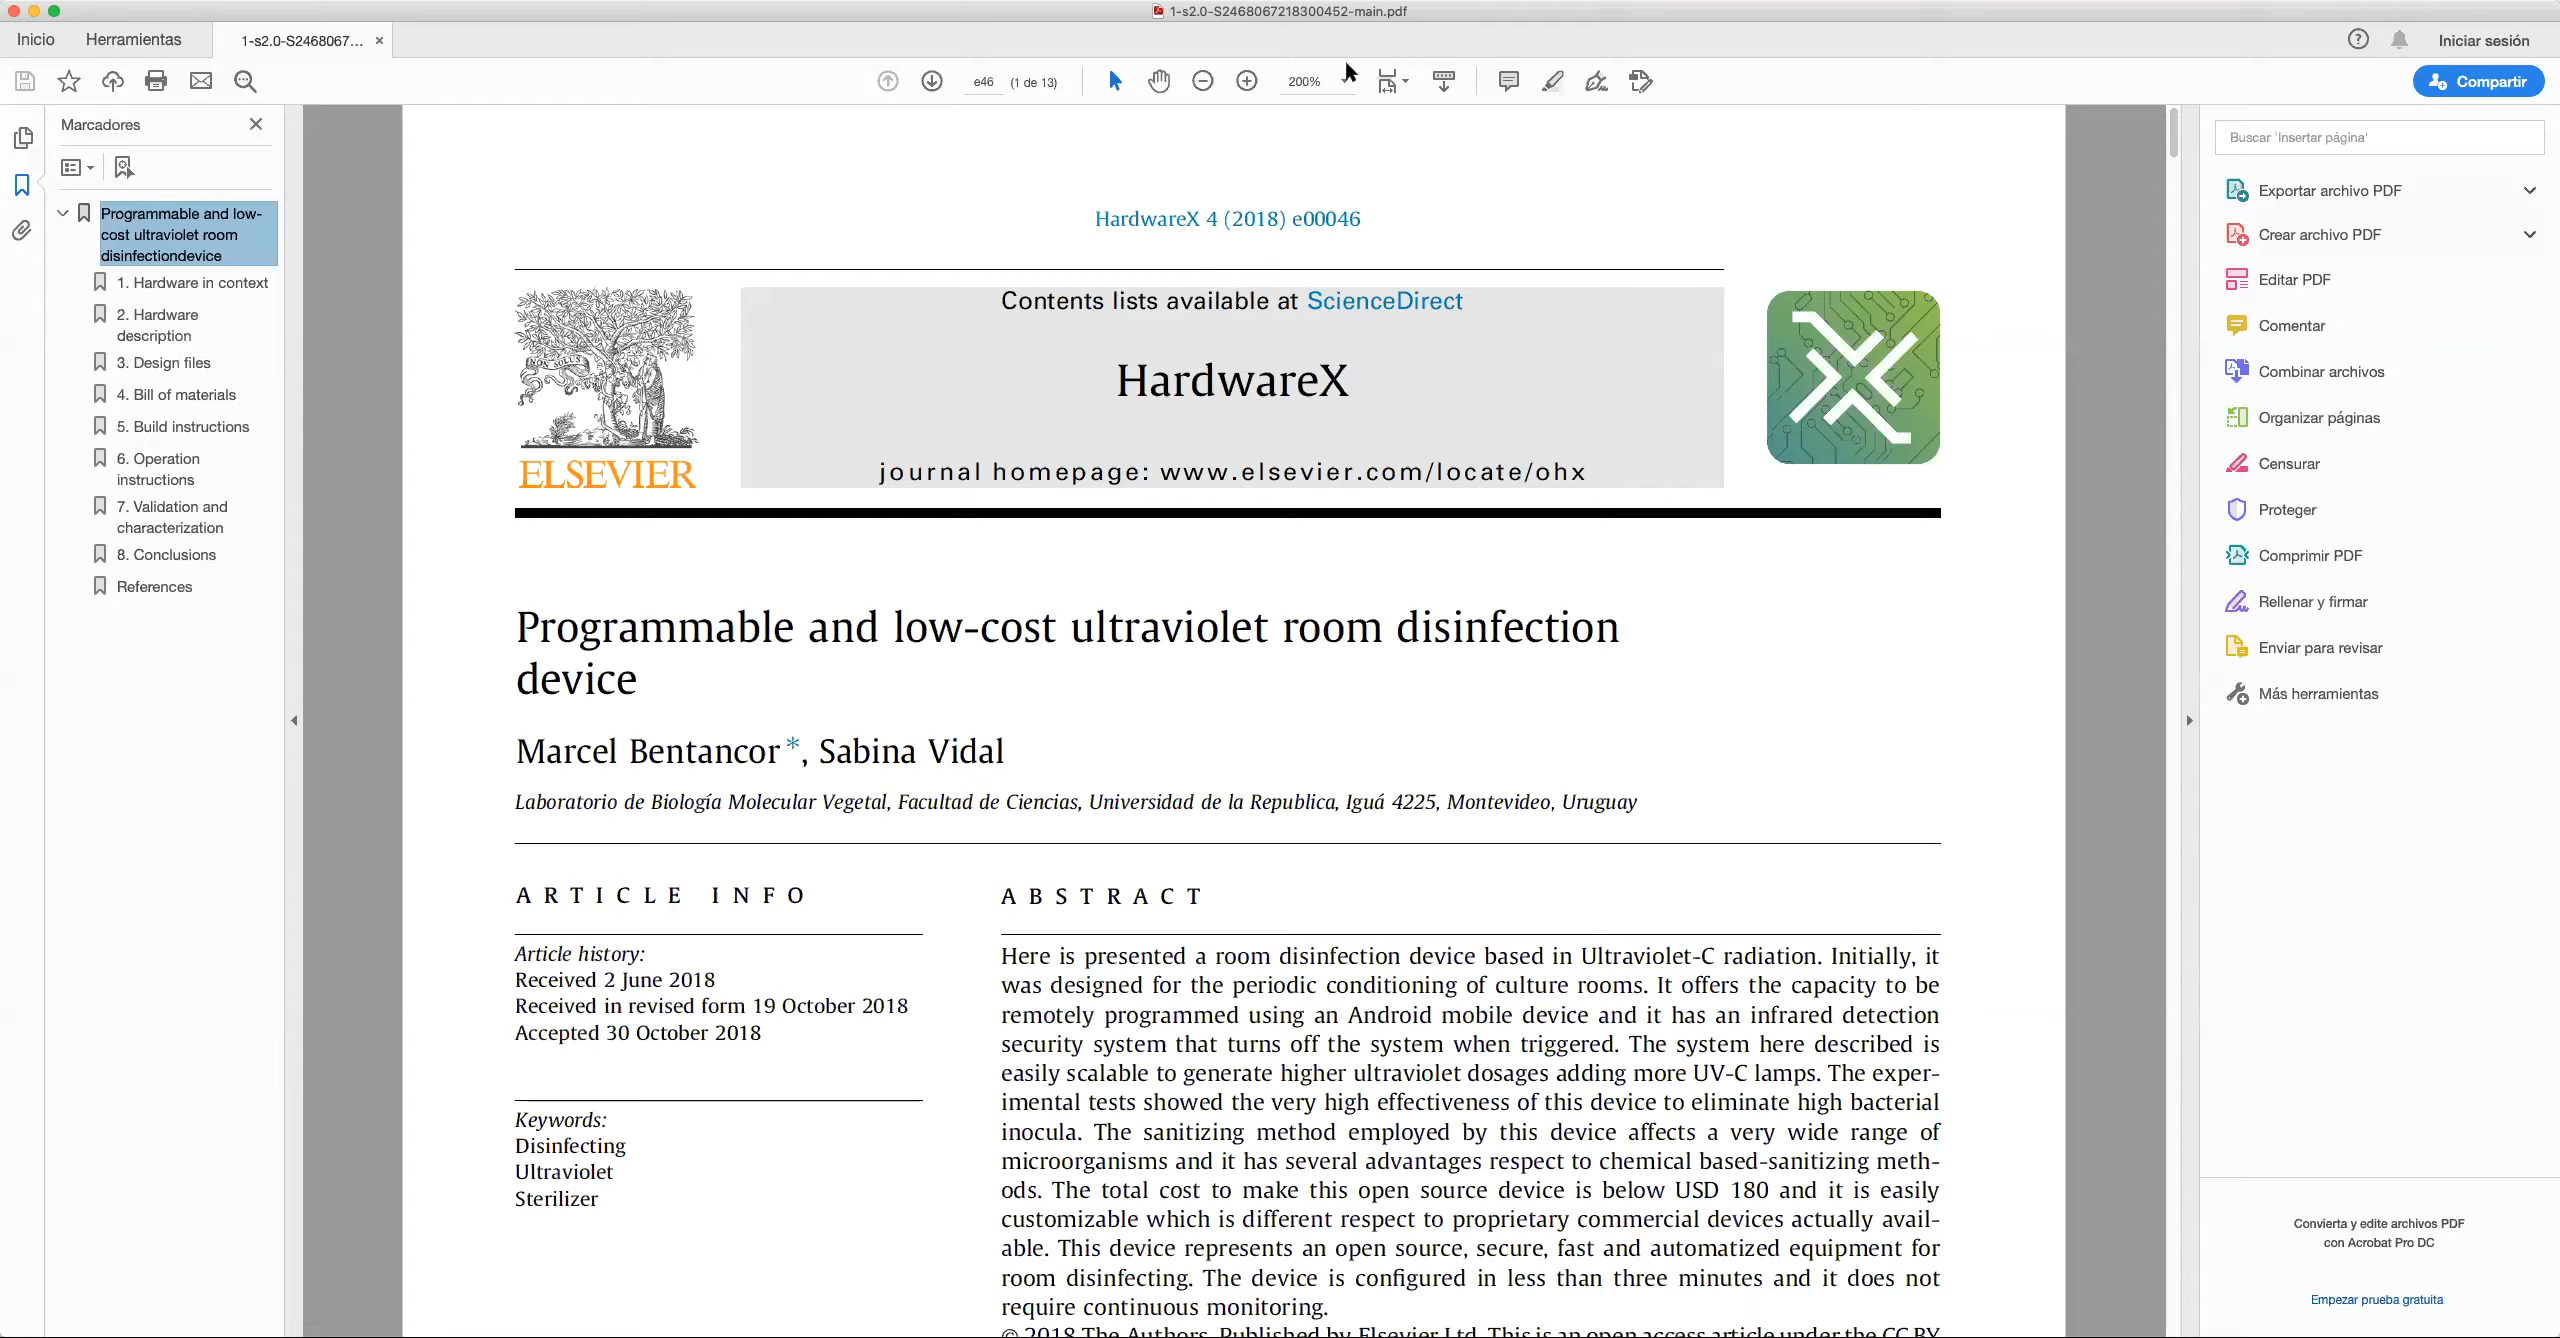 1-s2.0-S2468067218300452-main.pdf
Inicio
Herramientas
1-s2.0-S2468067...
Iniciar sesión
e46
(1 de 13)
200%
Compartir
Marcadores
Programmable and low-
cost ultraviolet room
disinfectiondevice
1. Hardware in context
2. Hardware
description
3. Design files
4. Bill of materials
5. Build instructions
6. Operation
instructions
7. Validation and
characterization
8. Conclusions
References
HardwareX 4 (2018) e00046
NON SOLUS
ELSEVIER
Contents lists available at ScienceDirect
HardwareX
journal homepage: www.elsevier.com/locate/ohx
Programmable and low-cost ultraviolet room disinfection
device
Marcel Bentancor *, Sabina Vidal
Laboratorio de Biología Molecular Vegetal, Facultad de Ciencias, Universidad de la Republica, Iguá 4225, Montevideo, Uruguay
ARTICLE INFO
Article history:
Received 2 June 2018
Received in revised form 19 October 2018
Accepted 30 October 2018
Keywords:
Disinfecting
Ultraviolet
Sterilizer
ABSTRACT
Here is presented a room disinfection device based in Ultraviolet-C radiation. Initially, it
was designed for the periodic conditioning of culture rooms. It offers the capacity to be
remotely programmed using an Android mobile device and it has an infrared detection
security system that turns off the system when triggered. The system here described is
easily scalable to generate higher ultraviolet dosages adding more UV-C lamps. The exper-
imental tests showed the very high effectiveness of this device to eliminate high bacterial
inocula. The sanitizing method employed by this device affects a very wide range of
microorganisms and it has several advantages respect to chemical based-sanitizing meth-
ods. The total cost to make this open source device is below USD 180 and it is easily
customizable which is different respect to proprietary commercial devices actually avail-
able. This device represents an open source, secure, fast and automatized equipment for
room disinfecting. The device is configured in less than three minutes and it does not
require continuous monitoring.
© 2018 The Authors. Published by Elsevier Ltd. This is an open access article under the CC BY
Buscar 'Insertar página'
Exportar archivo PDF
Crear archivo PDF
Editar PDF
Comentar
Combinar archivos
Organizar páginas
Censurar
Proteger
Comprimir PDF
Rellenar y firmar
Enviar para revisar
Más herramientas
Convierta y edite archivos PDF
con Acrobat Pro DC
Empezar prueba gratuita